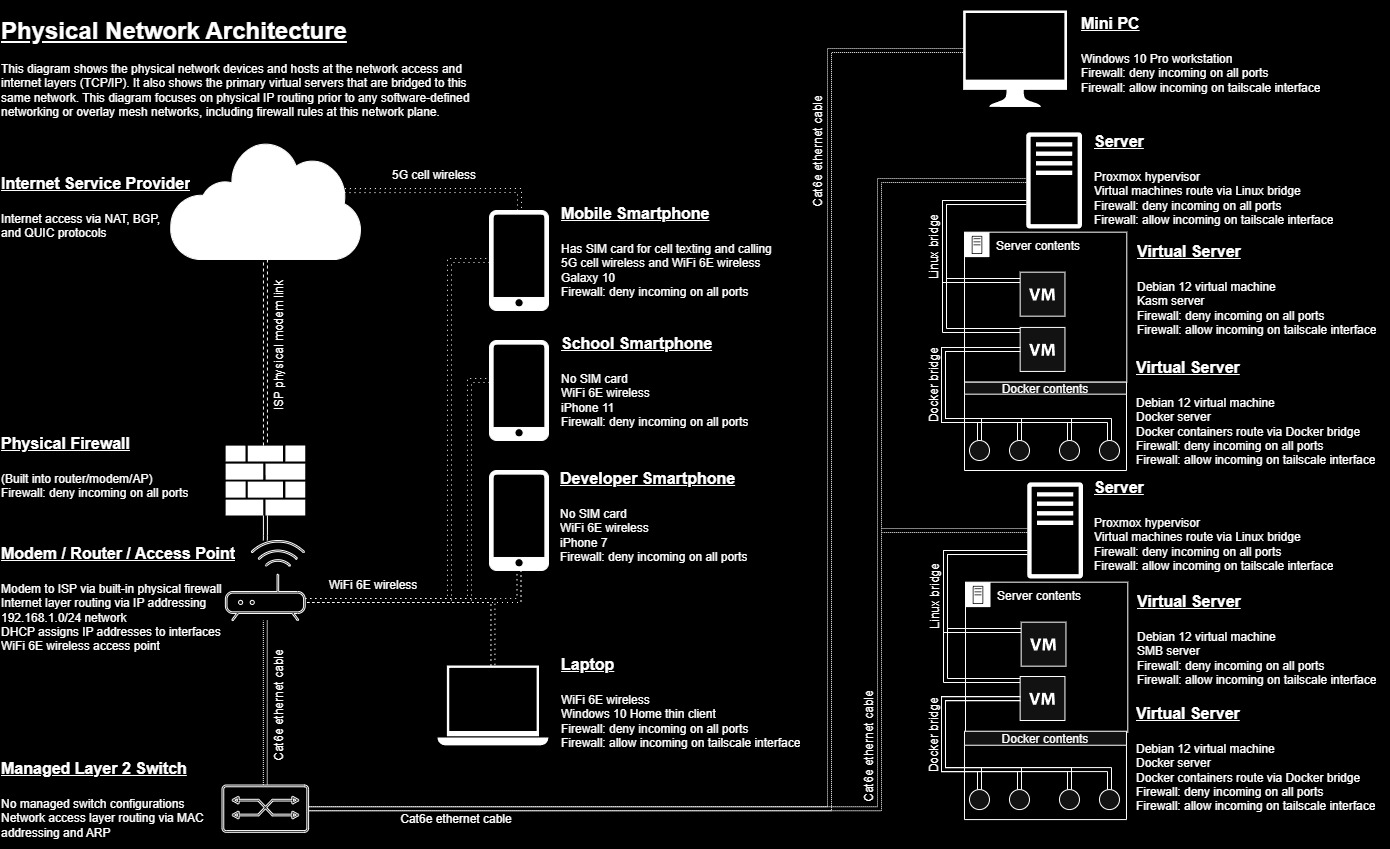 Physical Network Architecture
This diagram shows the physical network devices and hosts at the network access and
internet layers (TCP/IP). It also shows the primary virtual servers that are bridged to this
same network. This diagram focuses on physical IP routing prior to any software-defined
networking or overlay mesh networks, including firewall rules at this network plane.
Internet Service Provider
Internet access via NAT, BGP,
and QUIC protocols
ISP physical modem link
Physical Firewall
(Built into router/modem/AP)
Firewall: deny incoming on all ports
Modem / Router / Access Point
Modem to ISP via built-in physical firewall
Internet layer routing via IP addressing
192.168.1.0/24 network
DHCP assigns IP addresses to interfaces
WiFi 6E wireless access point
Cat6e ethernet cable
Managed Layer 2 Switch
No managed switch configurations
Network access layer routing via MAC
addressing and ARP
5G cell wireless
WiFi 6E wireless
Cat6e ethernet cable
Mobile Smartphone
Has SIM card for cell texting and calling
5G cell wireless and WiFi 6E wireless
Galaxy 10
Firewall: deny incoming on all ports
School Smartphone
No SIM card
WiFi 6E wireless
iPhone 11
Firewall: deny incoming on all ports
Developer Smartphone
No SIM card
WiFi 6E wireless
iPhone 7
Firewall: deny incoming on all ports
Laptop
WiFi 6E wireless
Windows 10 Home thin client
Firewall: deny incoming on all ports
Firewall: allow incoming on tailscale interface
Cat6e ethernet cable
Cat6e ethernet cable
Mini PC
Windows 10 Pro workstation
Firewall: deny incoming on all ports
Firewall: allow incoming on tailscale interface
Server
Proxmox hypervisor
Virtual machines route via Linux bridge
Firewall: deny incoming on all ports
Firewall: allow incoming on tailscale interface
Linux bridge
Server contents
VM
VM
Docker bridge
Docker contents
Virtual Server
Debian 12 virtual machine
Kasm server
Firewall: deny incoming on all ports
Firewall: allow incoming on tailscale interface
Virtual Server
Debian 12 virtual machine
Docker server
Docker containers route via Docker bridge
Firewall: deny incoming on all ports
Firewall: allow incoming on tailscale interface
Server
Proxmox hypervisor
Virtual machines route via Linux bridge
Firewall: deny incoming on all ports
Firewall: allow incoming on tailscale interface
Linux bridge
Server contents
VM
VM
Docker bridge
Docker contents
Virtual Server
Debian 12 virtual machine
SMB server
Firewall: deny incoming on all ports
Firewall: allow incoming on tailscale interface
Virtual Server
Debian 12 virtual machine
Docker server
Docker containers route via Docker bridge
Firewall: deny incoming on all ports
Firewall: allow incoming on tailscale interface